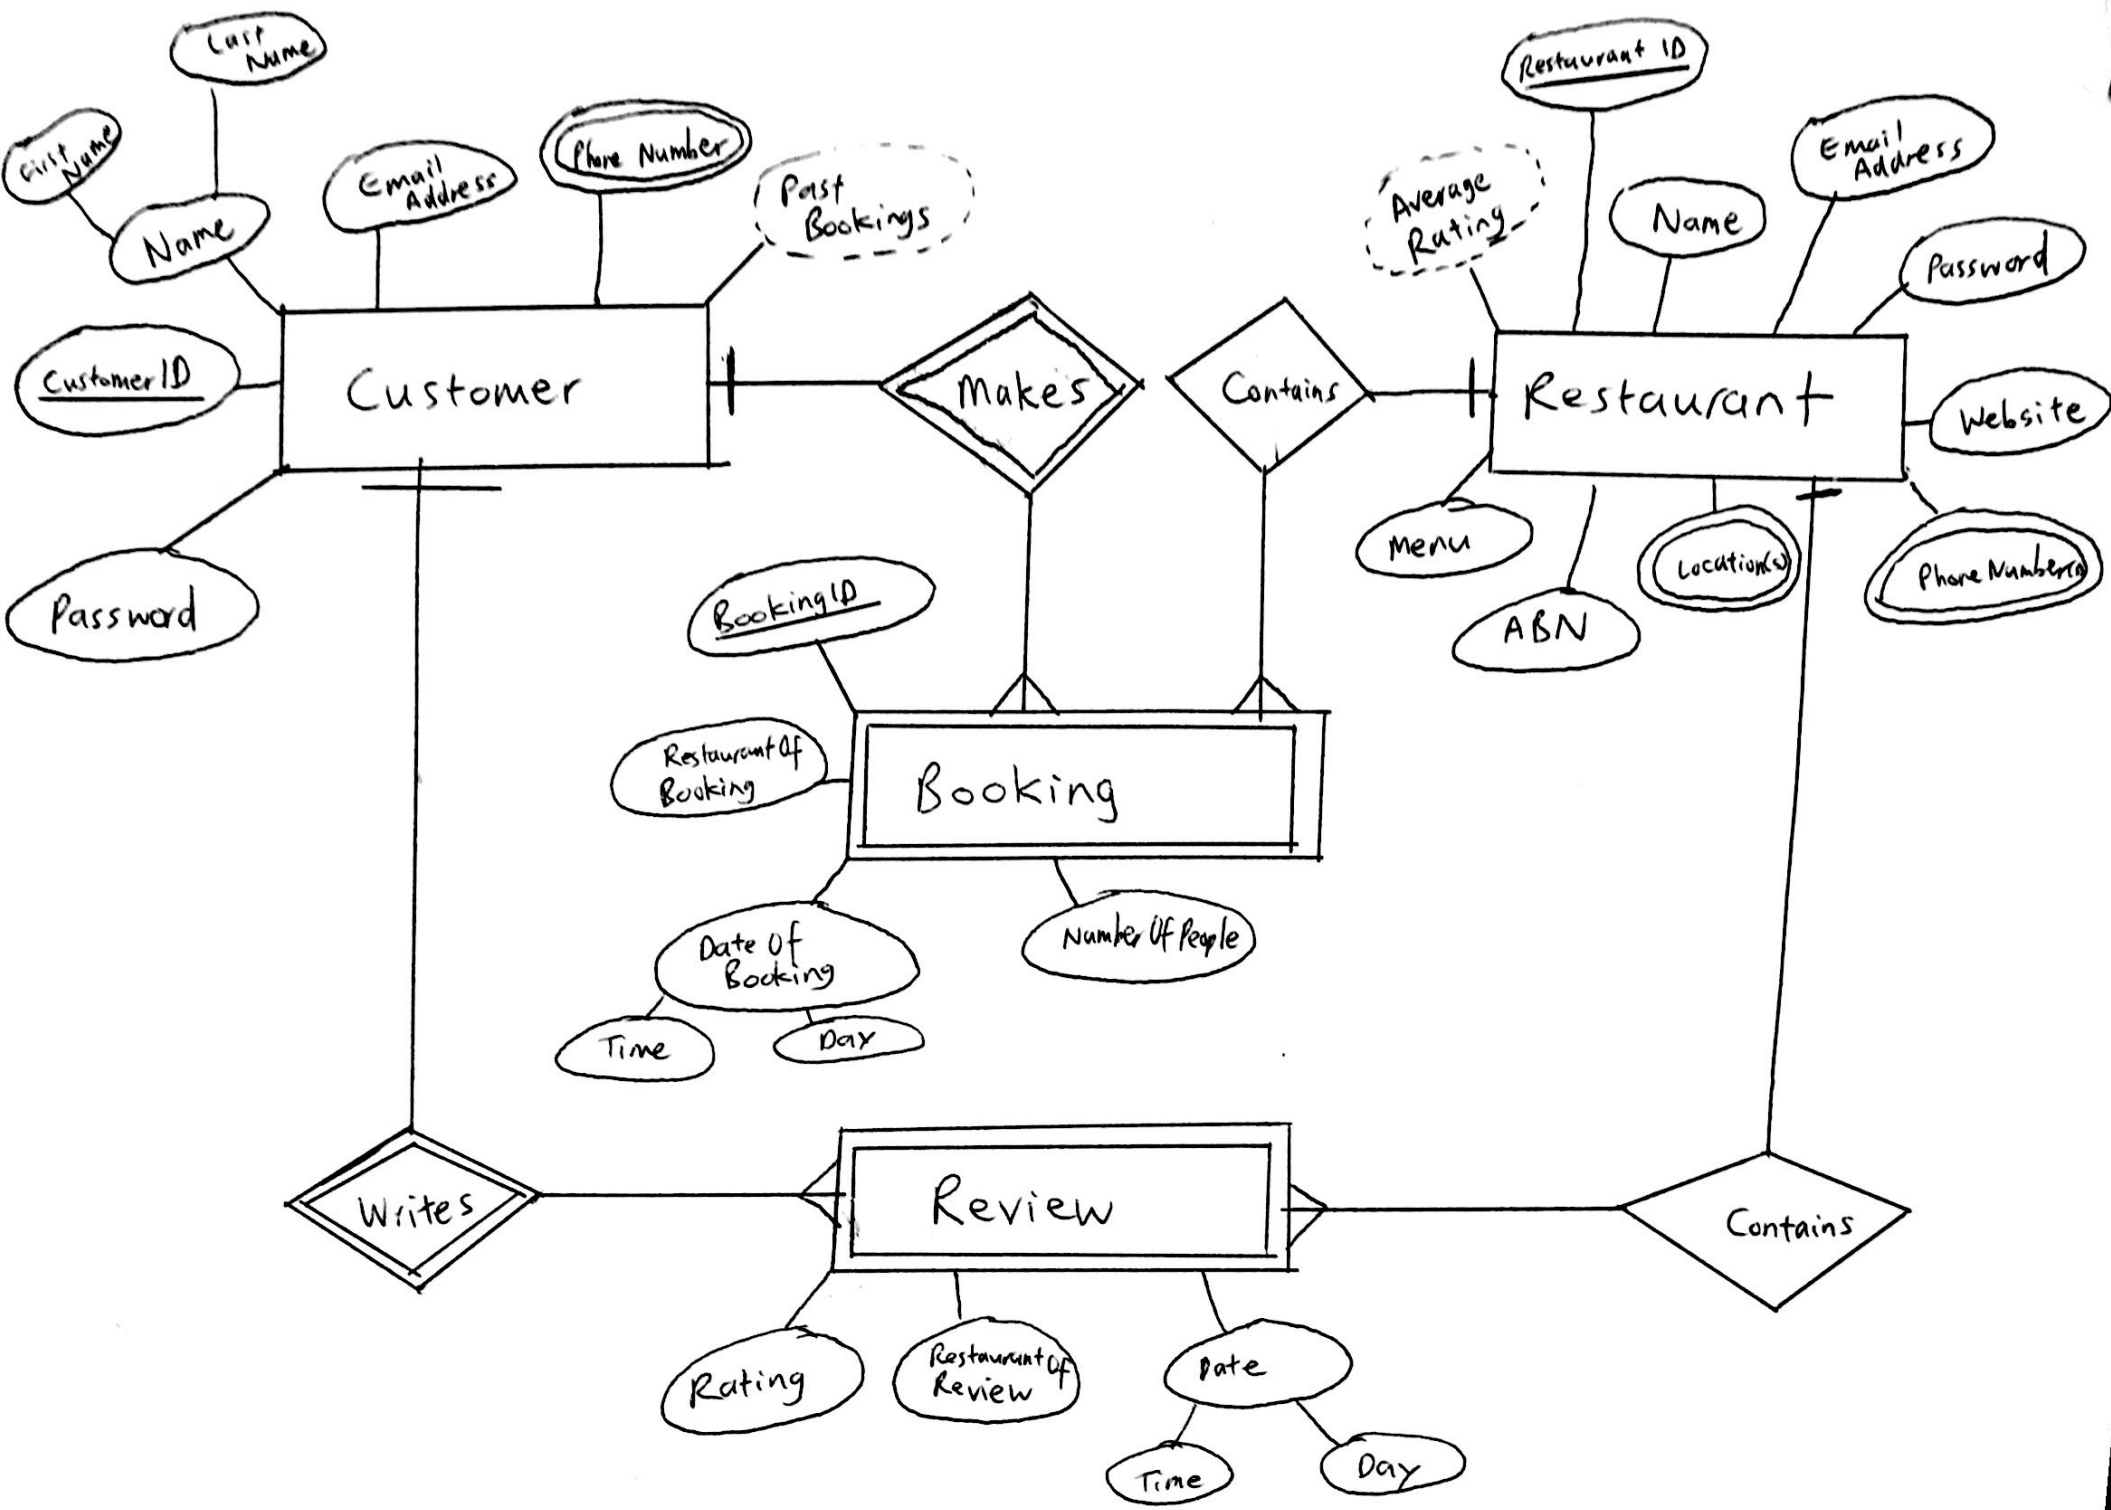 Last
Name
First
Name
Name
Email
Address
Phone Number
Past
Bookings
CustomerID
Customer
Password
Makes
Contains
Restaurant ID
Average
Rating
Name
Email
Address
Password
Restaurant
Website
Menu
ABN
Location(s)
Phone Number(s)
BookingID
Restaurant Of
Booking
Booking
Date Of
Booking
Time
Day
Number Of People
Writes
Review
Contains
Rating
Restaurant Of
Review
Date
Time
Day